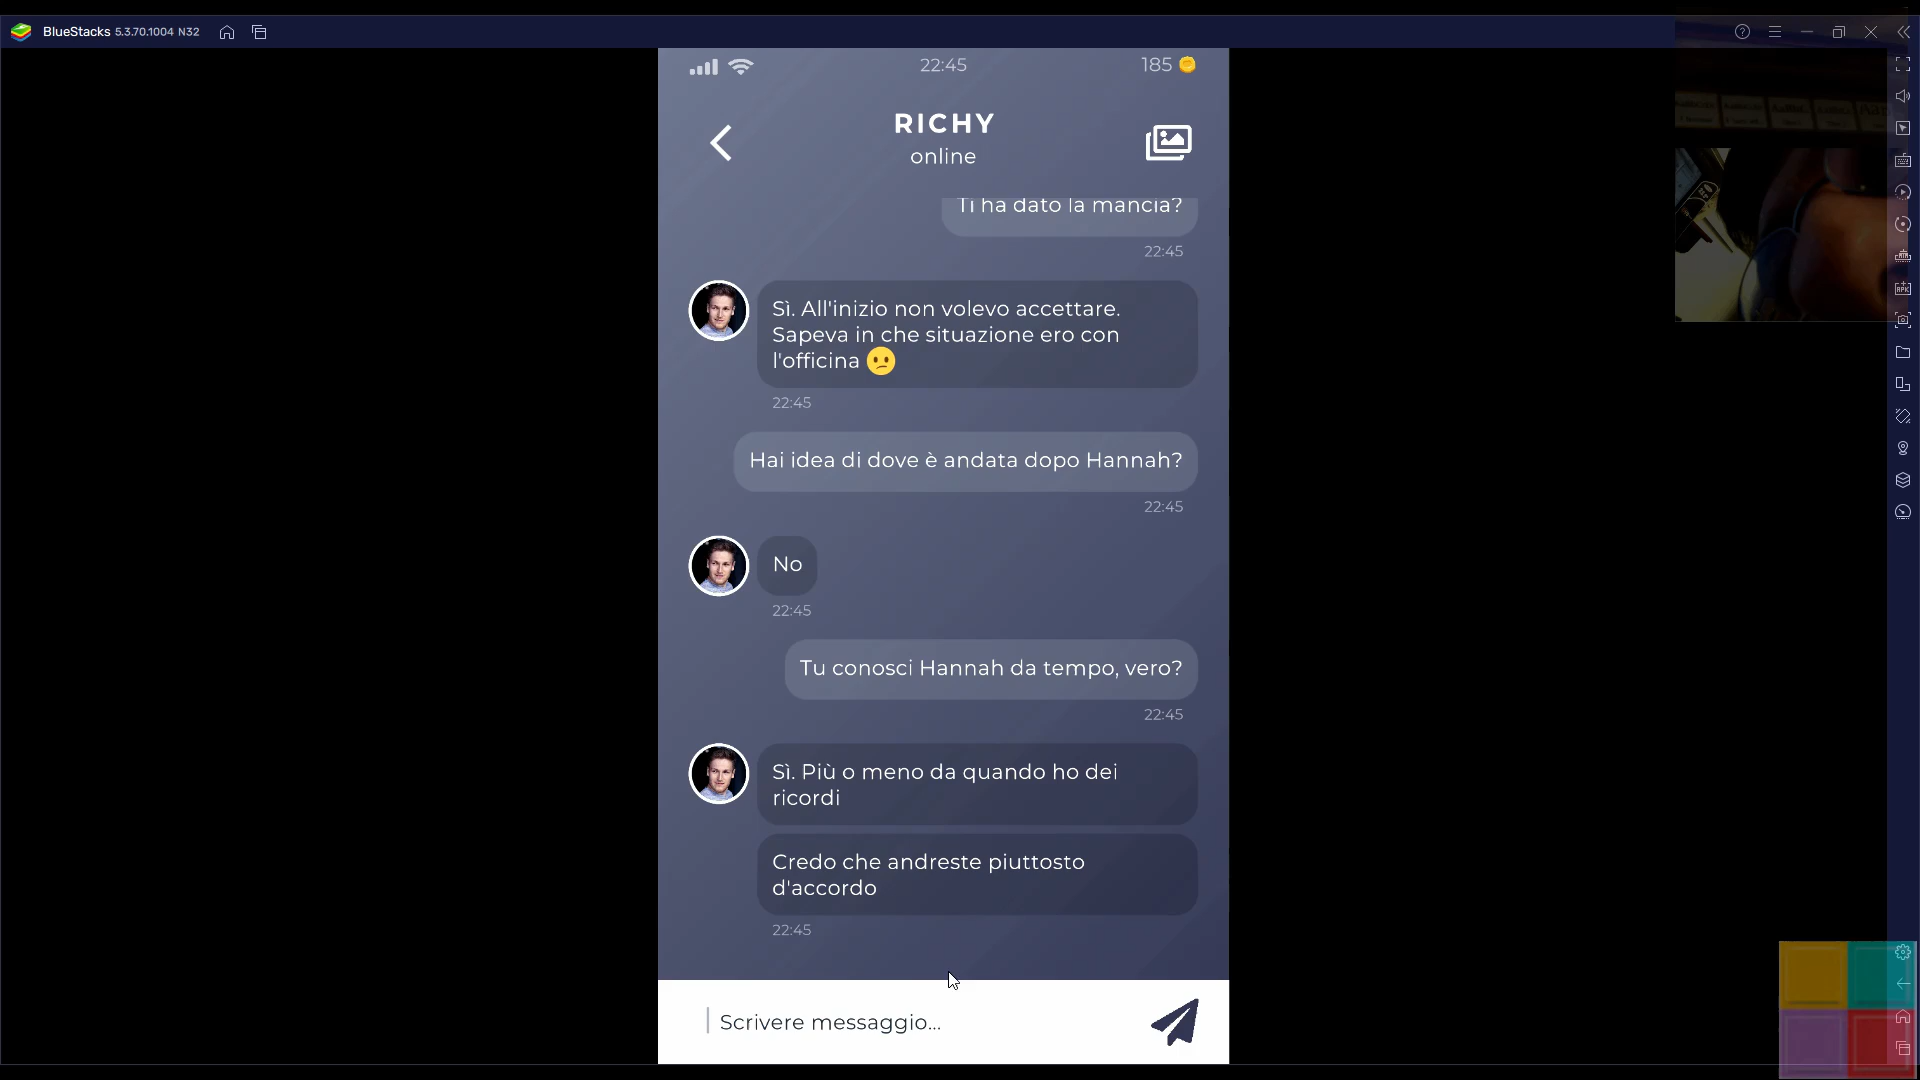 BlueStacks 5.3.70.1004 N32
22:45
185
RICHY
online
Ti ha dato la mancia?
22:45
Sì. All'inizio non volevo accettare.
Sapeva in che situazione ero con
l'officina
22:45
Hai idea di dove è andata dopo Hannah?
22:45
No
22:45
Tu conosci Hannah da tempo, vero?
22:45
Sì. Più o meno da quando ho dei
ricordi
Credo che andreste piuttosto
d'accordo
22:45
Scrivere messaggio...